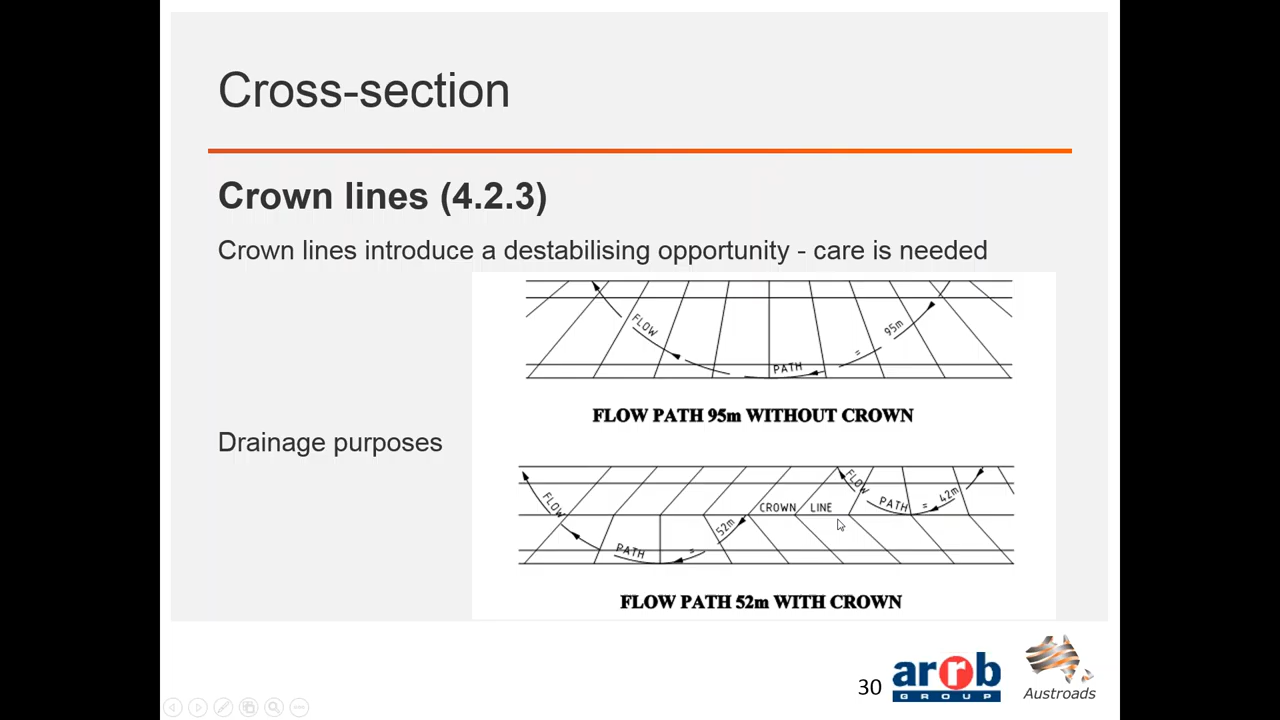 Cross-section
Crown lines (4.2.3)
Crown lines introduce a destabilising opportunity - care is needed
FLOW
PATH
=
95m
FLOW PATH 95m WITHOUT CROWN
Drainage purposes
FLOW
PATH
=
52m
CROWN LINE
FLOW
PATH
=
42m
FLOW PATH 52m WITH CROWN
30
arrb
GROUP
Austroads